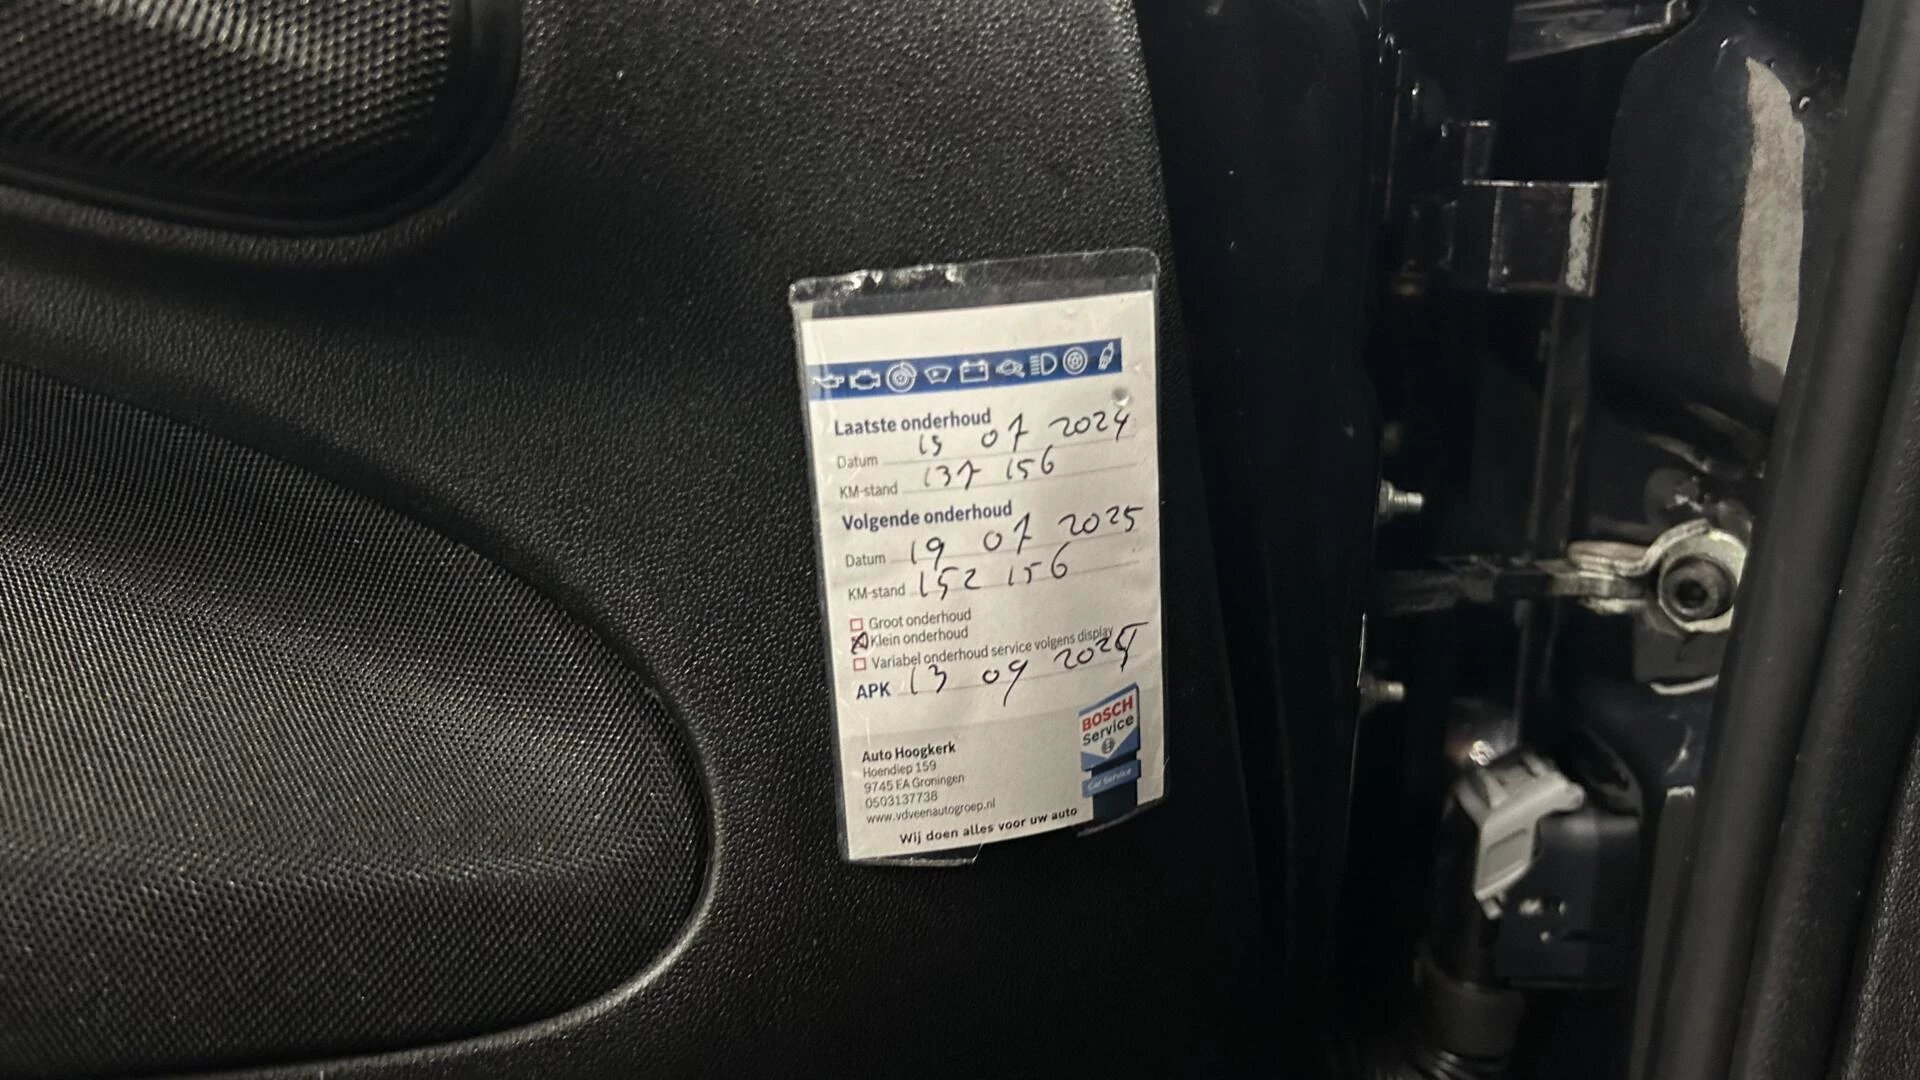 Laatste onderhoud
Datum 15 07 2024
KM-stand 137 156
Volgende onderhoud
Datum 19 07 2025
KM-stand 152 156
Groot onderhoud
Klein onderhoud
Variabel onderhoud service volgens display
APK 13 09
Auto Hoogkerk
Hoendiep 159
9745 EA Groningen
0503137738
www.vdveenautogroep.nl
Wij doen alles voor uw auto
BOSCH
Service
Car Service